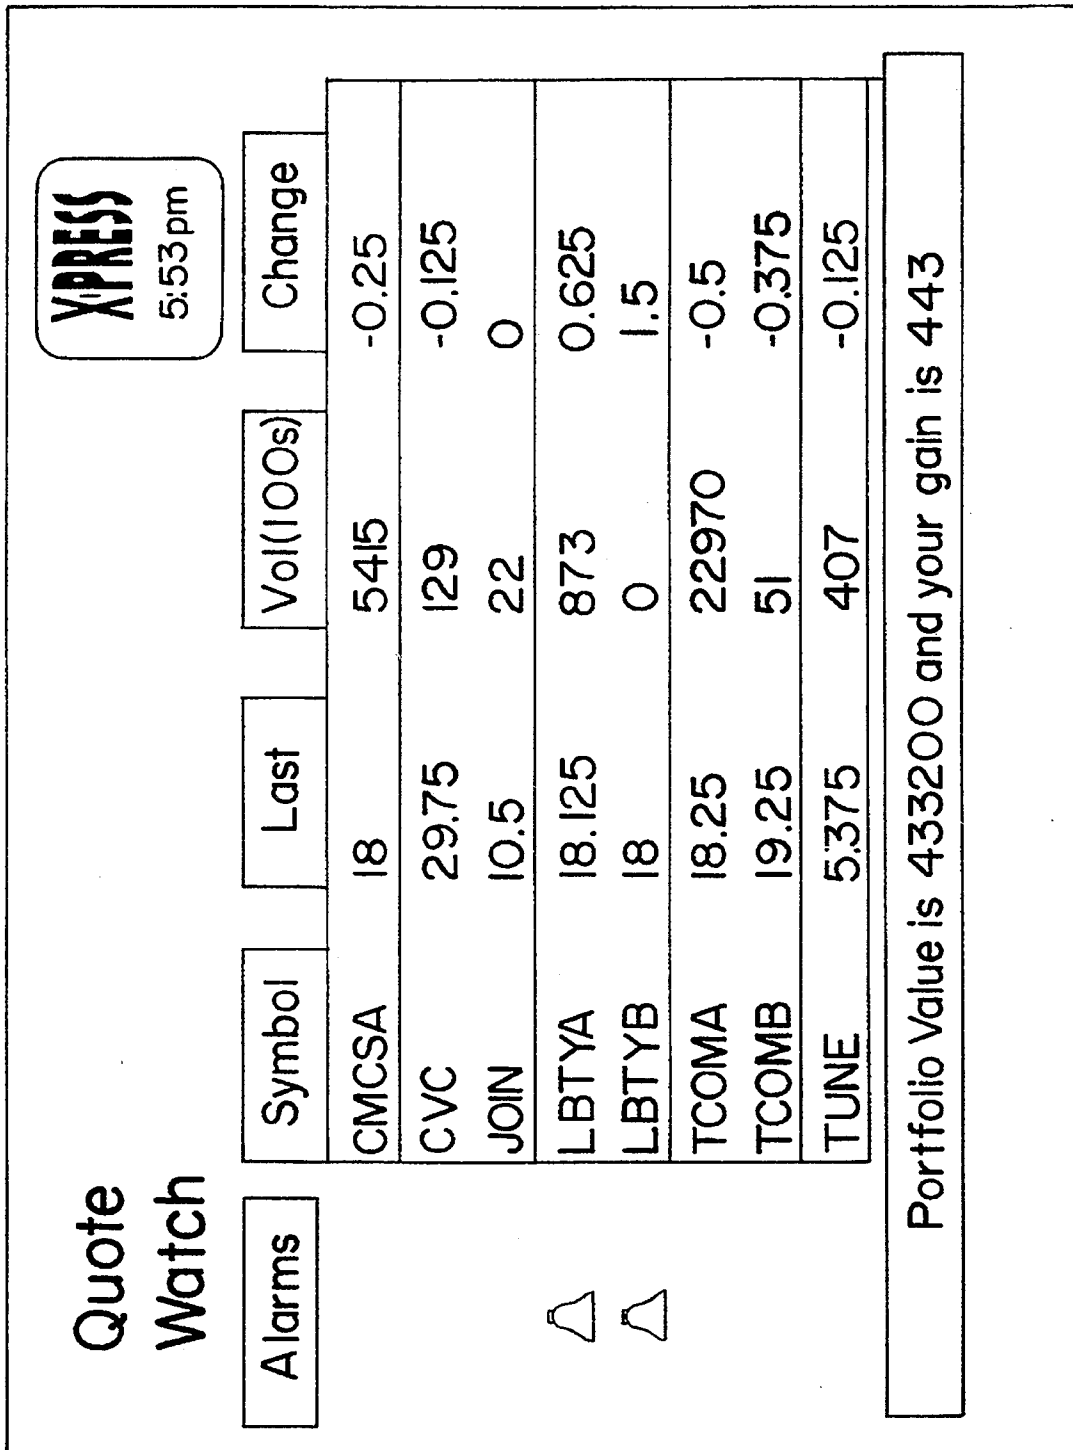 Quote
Watch
X·PRESS
5:53pm
Alarms Symbol Last Vol(100s) Change
CMCSA 18 5415 -0.25
CVC 29.75 129 -0.125
JOIN 10.5 22 0
LBTYA 18.125 873 0.625
LBTYB 18 0 1.5
TCOMA 18.25 22970 -0.5
TCOMB 19.25 51 -0.375
TUNE 5.375 407 -0.125
Portfolio Value is 433200 and your gain is 443